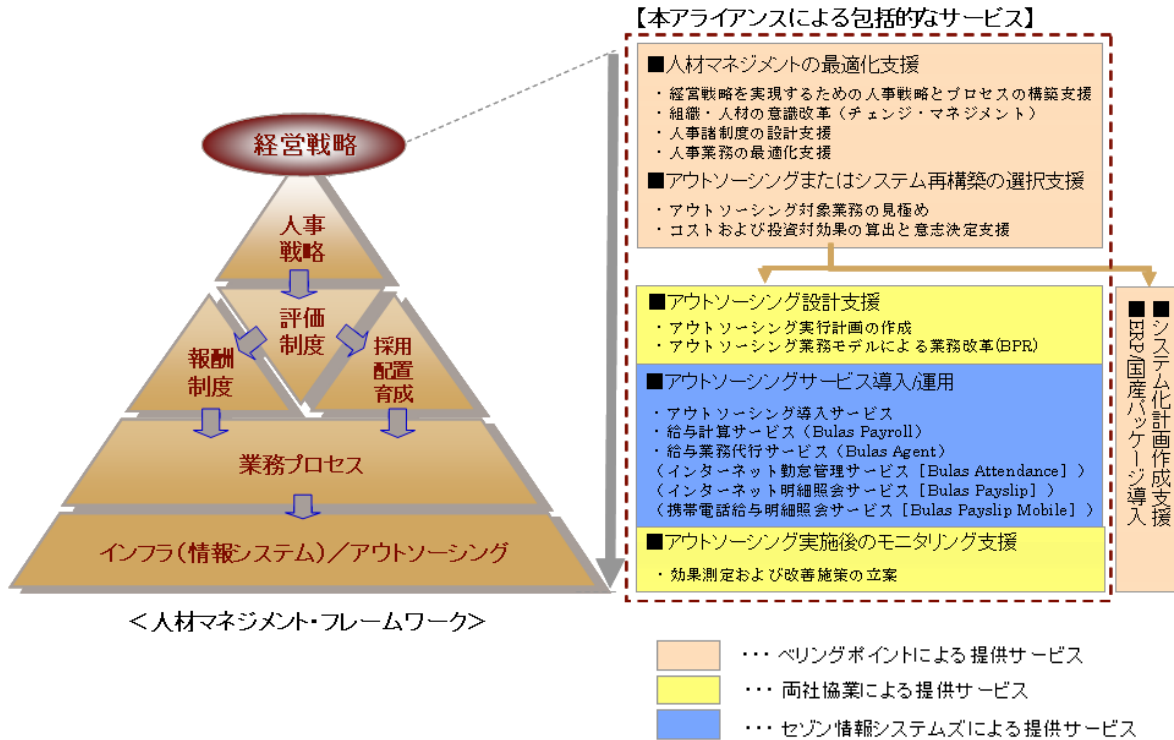 【本アライアンスによる包括的なサービス】
経営戦略
人事
戦略
評価
制度
報酬
制度
採用
配置
育成
業務プロセス
インフラ(情報システム)／アウトソーシング
＜人材マネジメント・フレームワーク＞
■人材マネジメントの最適化支援
・経営戦略を実現するための人事戦略とプロセスの構築支援
・組織・人材の意識改革（チェンジ・マネジメント）
・人事諸制度の設計支援
・人事業務の最適化支援
■アウトソーシングまたはシステム再構築の選択支援
・アウトソーシング対象業務の見極め
・コストおよび投資対効果の算出と意志決定支援
■アウトソーシング設計支援
・アウトソーシング実行計画の作成
・アウトソーシング業務モデルによる業務改革(BPR)
■アウトソーシングサービス導入/運用
・アウトソーシング導入サービス
・給与計算サービス（Bulas Payroll）
・給与業務代行サービス（Bulas Agent）
（インターネット勤怠管理サービス［Bulas Attendance］）
（インターネット明細照会サービス［Bulas Payslip］）
（携帯電話給与明細照会サービス［Bulas Payslip Mobile］）
■アウトソーシング実施後のモニタリング支援
・効果測定および改善施策の立案
■システム化計画作成支援
■ERP/国産パッケージ導入
・・・ベリングポイントによる提供サービス
・・・両社協業による提供サービス
・・・セゾン情報システムズによる提供サービス